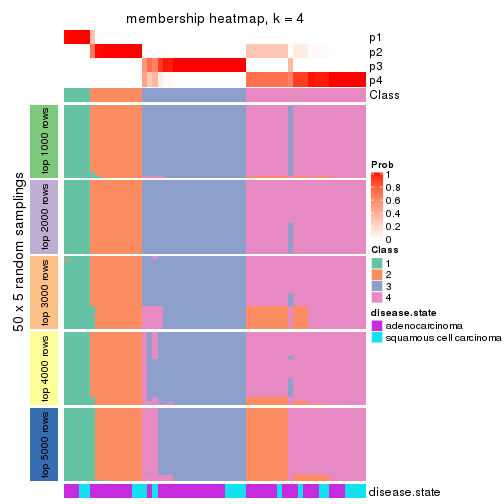 membership heatmap, k = 4
p1
p2
p3
p4
Class
50 x 5 random samplings
top 1000 rows
top 2000 rows
top 3000 rows
top 4000 rows
top 5000 rows
Prob
1
0.8
0.6
0.4
0.2
0
Class
1
2
3
4
disease.state
adenocarcinoma
squamous cell carcinoma
disease.state